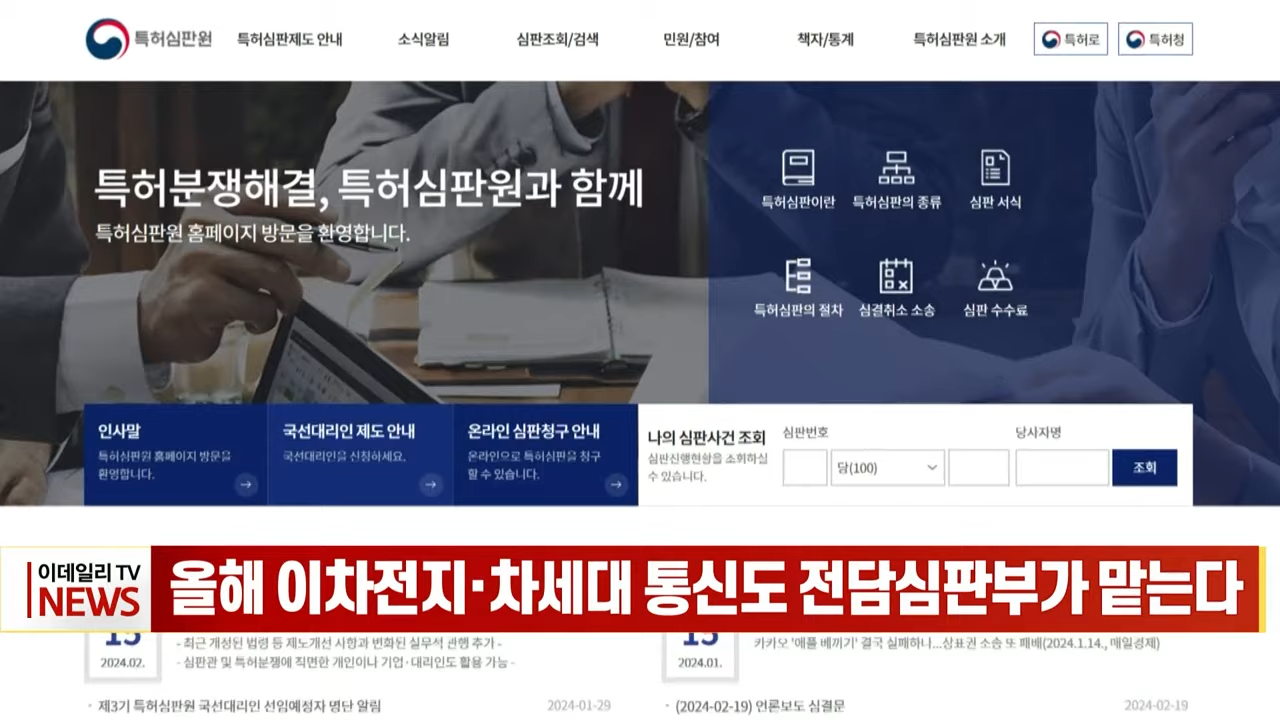 특허심판원
특허심판제도 안내
소식알림
심판조회/검색
민원/참여
책자/통계
특허심판원 소개
특허로
특허청
특허분쟁해결, 특허심판원과 함께
특허심판원 홈페이지 방문을 환영합니다.
특허심판이란
특허심판의 종류
심판 서식
특허심판의 절차
심결취소 소송
심판 수수료
인사말
특허심판원 홈페이지 방문을
환영합니다.
국선대리인 제도 안내
국선대리인을 신청하세요.
온라인 심판청구 안내
온라인으로 특허심판을 청구
할 수 있습니다.
나의 심판사건 조회
심판진행현황을 조회하실
수 있습니다.
심판번호
당(100)
당사자명
조회
이데일리 TV
NEWS
올해 이차전지·차세대 통신도 전담심판부가 맡는다
15
2024.02.
- 최근 개정된 법령 등 제도개선 사항과 변화된 실무적 관행 추가 -
- 심판관 및 특허분쟁에 직면한 개인이나 기업·대리인도 활용 가능 -
15
2024.01.
카카오 '애플 베끼기' 결국 실패하나...상표권 소송 또 패배(2024.1.14., 매일경제)
제3기 특허심판원 국선대리인 선임예정자 명단 알림
2024-01-29
(2024-02-19) 언론보도 심결문
2024-02-19